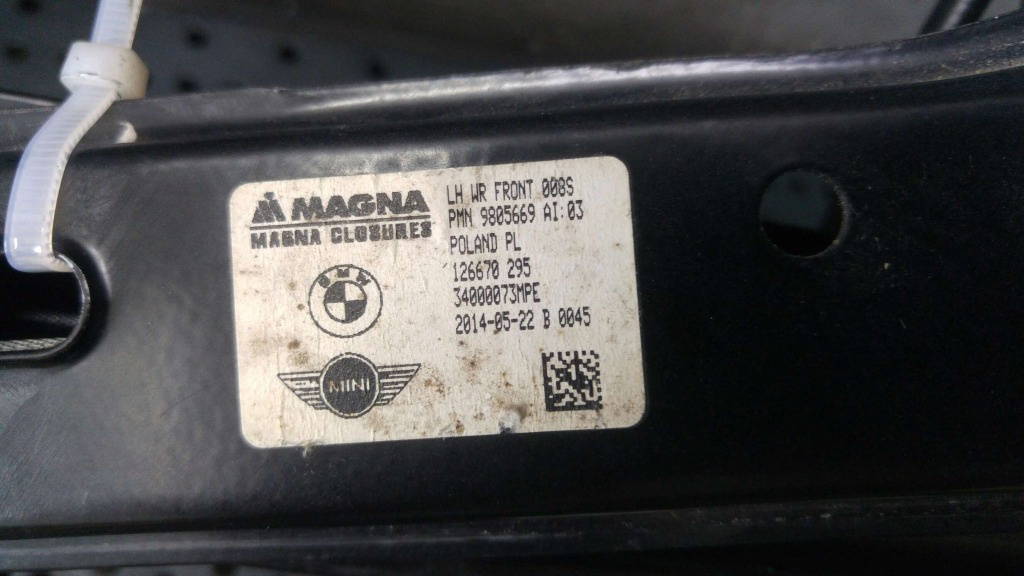 MAGNA
MAGNA CLOSURES
BMW
MINI
LH WR FRONT 008S
PMN 9805669 AI:03
POLAND PL
126670 295
34000073MPE
2014-05-22 B 0045